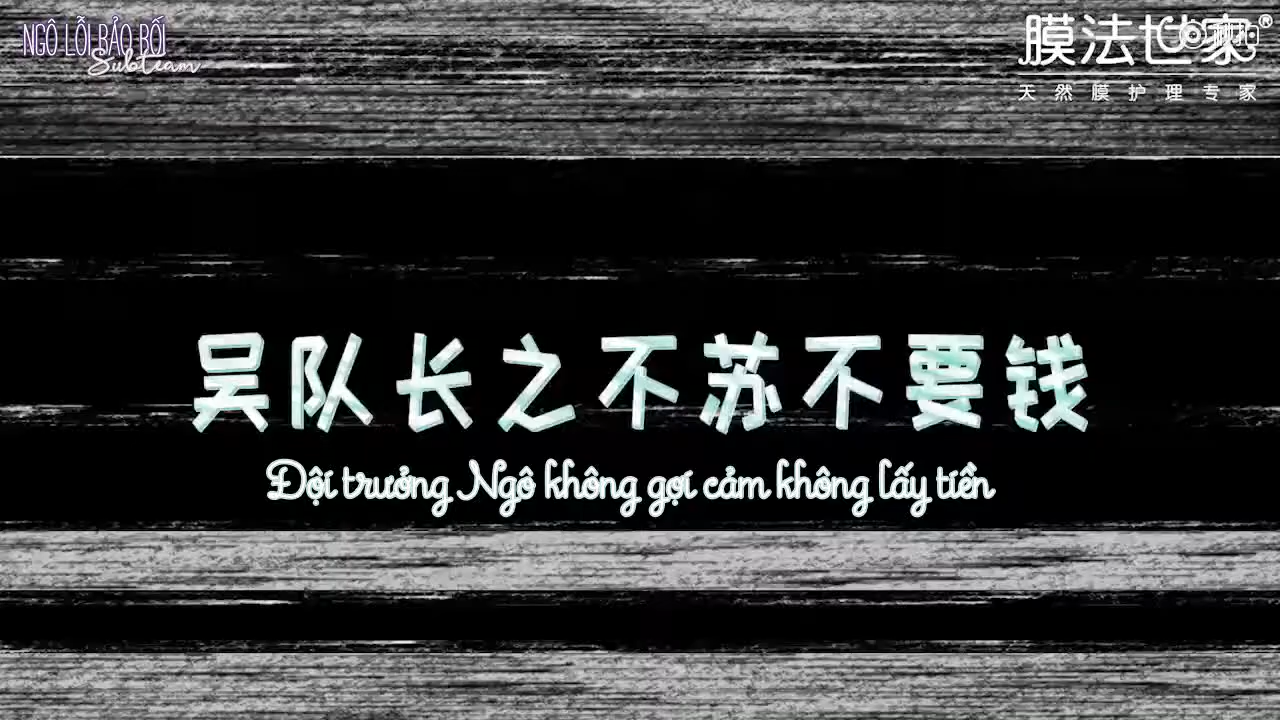 NGÔ LỖI BẢO BỐI
Subteam
膜法世家®
天然膜护理专家
吴队长之不苏不要钱
Đội trưởng Ngô không gợi cảm không lấy tiền